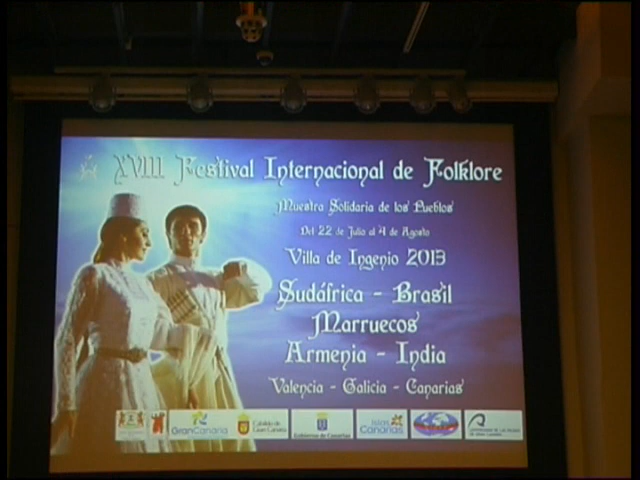 XVIII Festival Internacional de Folklore
Muestra Solidaria de los Pueblos
Del 22 de Julio al 4 de Agosto
Villa de Ingenio 2013
Sudáfrica - Brasil
Marruecos
Armenia - India
Valencia - Galicia - Canarias
GranCanaria
Cabildo de
Gran Canaria
Gobierno de Canarias
Islas
Canarias